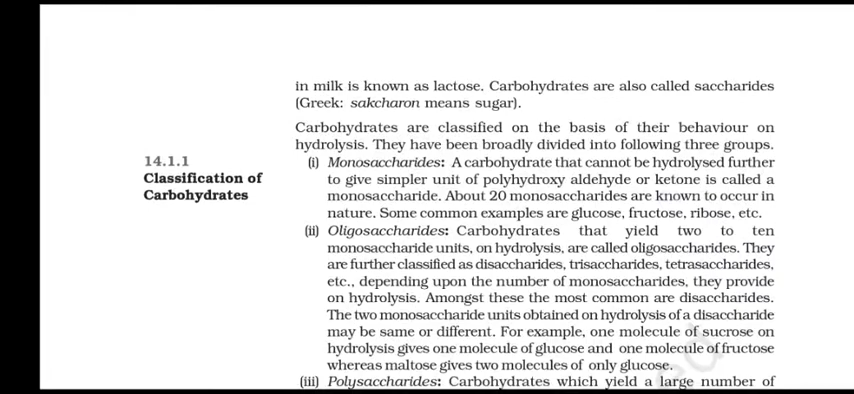 in milk is known as lactose. Carbohydrates are also called saccharides
(Greek: sakcharon means sugar).
Carbohydrates are classified on the basis of their behaviour on
hydrolysis. They have been broadly divided into following three groups.
14.1.1
Classification of
Carbohydrates
(i) Monosaccharides: A carbohydrate that cannot be hydrolysed further
to give simpler unit of polyhydroxy aldehyde or ketone is called a
monosaccharide. About 20 monosaccharides are known to occur in
nature. Some common examples are glucose, fructose, ribose, etc.
(ii) Oligosaccharides: Carbohydrates that yield two to ten
monosaccharide units, on hydrolysis, are called oligosaccharides. They
are further classified as disaccharides, trisaccharides, tetrasaccharides,
etc., depending upon the number of monosaccharides, they provide
on hydrolysis. Amongst these the most common are disaccharides.
The two monosaccharide units obtained on hydrolysis of a disaccharide
may be same or different. For example, one molecule of sucrose on
hydrolysis gives one molecule of glucose and one molecule of fructose
whereas maltose gives two molecules of only glucose.
(iii) Polysaccharides: Carbohydrates which yield a large number of